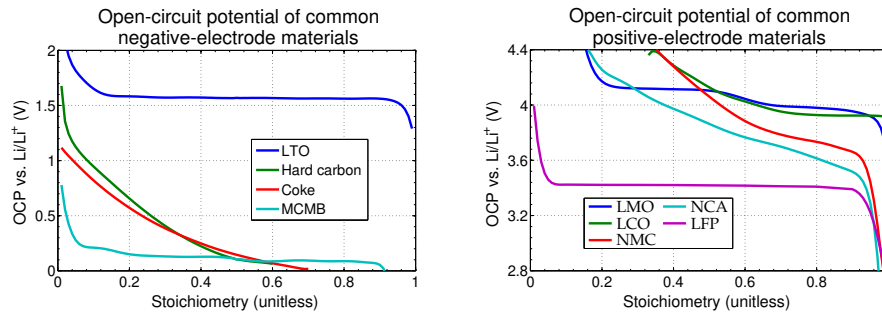 Open-circuit potential of common
negative-electrode materials
OCP vs. Li/Li⁺ (V)
2
1.5
1
0.5
0
0
0.2
0.4
0.6
0.8
1
Stoichiometry (unitless)
LTO
Hard carbon
Coke
MCMB
Open-circuit potential of common
positive-electrode materials
OCP vs. Li/Li⁺ (V)
4.4
4
3.6
3.2
2.8
0
0.2
0.4
0.6
0.8
Stoichiometry (unitless)
LMO
LCO
NMC
NCA
LFP